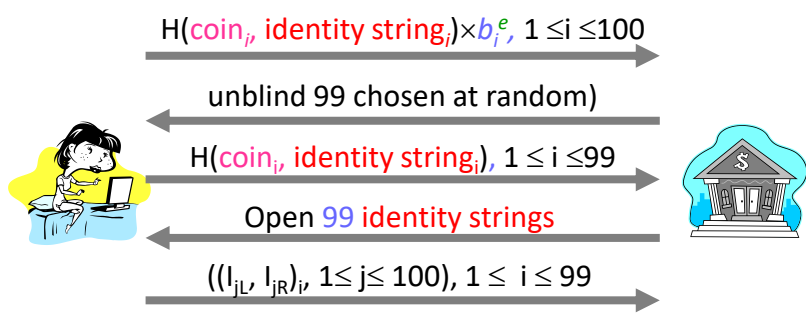 H(coinᵢ, identity stringᵢ)×bᵢᵉ, 1 ≤i ≤100
unblind 99 chosen at random)
H(coinᵢ, identity stringᵢ), 1 ≤ i ≤99
Open 99 identity strings
((I_jL, I_jR)ᵢ, 1≤ j≤ 100), 1 ≤ i ≤ 99
$